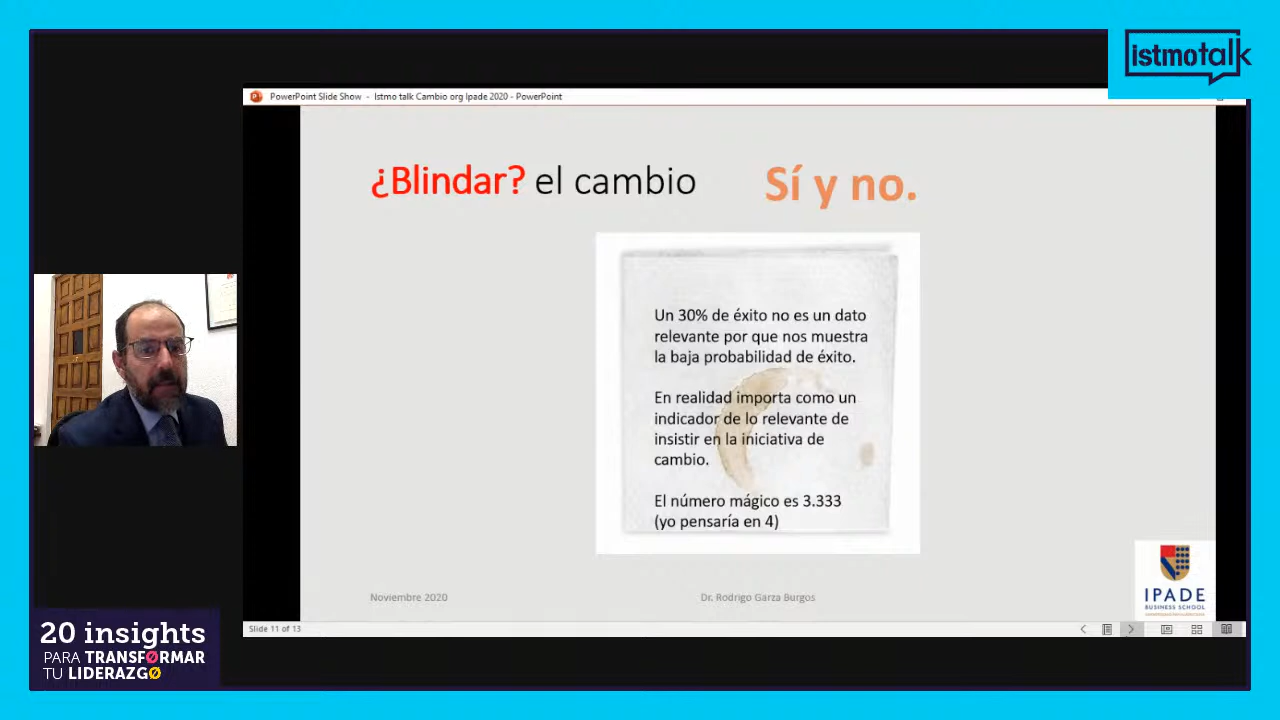 istmotalk
PowerPoint Slide Show - Istmo talk Cambio org Ipade 2020 - PowerPoint
¿Blindar? el cambio
Sí y no.
Un 30% de éxito no es un dato
relevante por que nos muestra
la baja probabilidad de éxito.
En realidad importa como un
indicador de lo relevante de
insistir en la iniciativa de
cambio.
El número mágico es 3.333
(yo pensaría en 4)
Noviembre 2020
Dr. Rodrigo Garza Burgos
IPADE
BUSINESS SCHOOL
Slide 11 of 13
20 insights
PARA TRANSFØRMAR
TU LIDERAZGØ